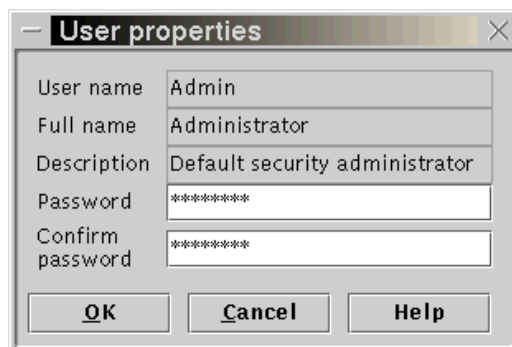 User properties
User name Admin
Full name Administrator
Description Default security administrator
Password ********
Confirm password ********
OK Cancel Help